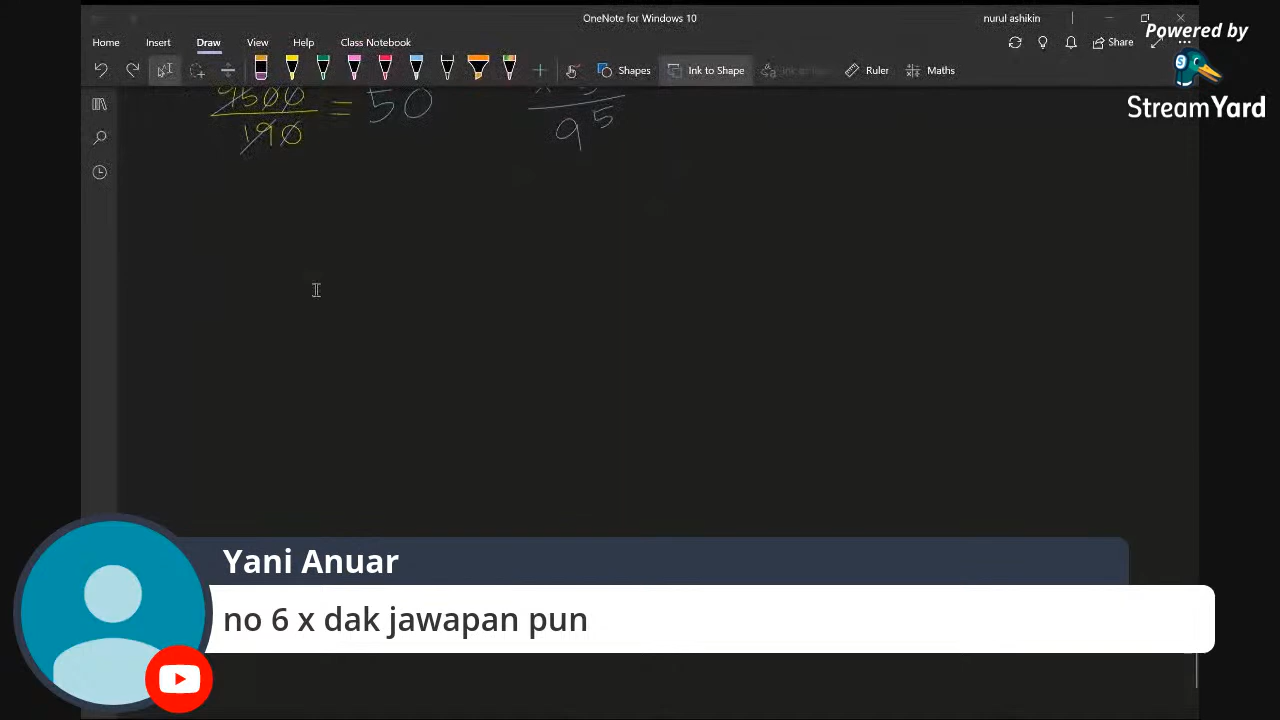 OneNote for Windows 10
nurul ashikin
Powered by
StreamYard
Home Insert Draw View Help Class Notebook
Share
Shapes Ink to Shape Ruler Maths
9500
190
= 50
95
Yani Anuar
no 6 x dak jawapan pun